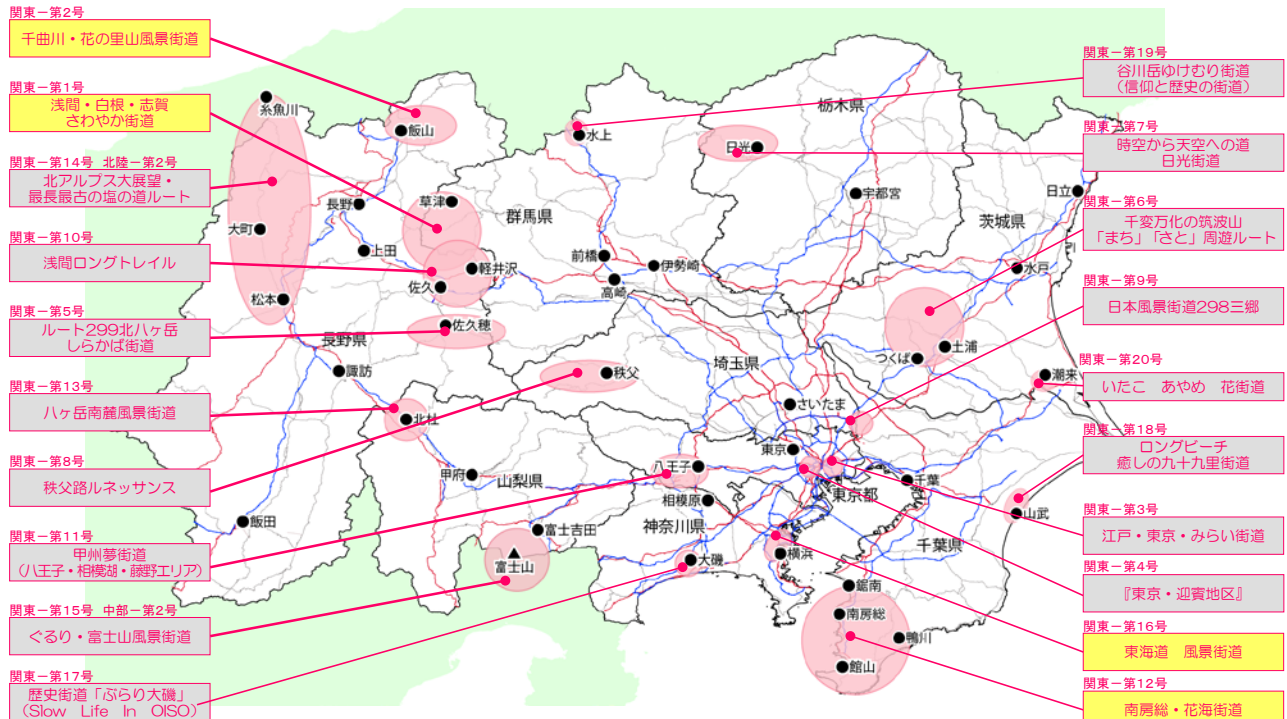 関東－第2号
千曲川・花の里山風景街道
関東－第1号
浅間・白根・志賀
さわやか街道
関東－第14号 北陸－第2号
北アルプス大展望・
最長最古の塩の道ルート
関東－第10号
浅間ロングトレイル
関東－第5号
ルート299北八ヶ岳
しらかば街道
関東－第13号
八ヶ岳南麓風景街道
関東－第8号
秩父路ルネッサンス
関東－第11号
甲州夢街道
（八王子・相模湖・藤野エリア）
関東－第15号 中部－第2号
ぐるり・富士山風景街道
関東－第17号
歴史街道「ぶらり大磯」
（Slow Life In OISO）
糸魚川
飯山
水上
日光
栃木県
宇都宮
日立
茨城県
水戸
長野
草津
群馬県
大町
上田
前橋
伊勢崎
高崎
軽井沢
佐久
松本
佐久穂
長野県
諏訪
秩父
埼玉県
つくば
土浦
潮来
さいたま
北杜
東京
八王子
甲府
山梨県
相模原
東京都
千葉
山武
飯田
富士吉田
神奈川県
千葉県
富士山
大磯
横浜
鋸南
南房総
鴨川
館山
関東－第19号
谷川岳ゆけむり街道
（信仰と歴史の街道）
関東－第7号
時空から天空への道
日光街道
関東－第6号
千変万化の筑波山
「まち」「さと」周遊ルート
関東－第9号
日本風景街道298三郷
関東－第20号
いたこ あやめ 花街道
関東－第18号
ロングビーチ
癒しの九十九里街道
関東－第3号
江戸・東京・みらい街道
関東－第4号
『東京・迎賓地区』
関東－第16号
東海道 風景街道
関東－第12号
南房総・花海街道